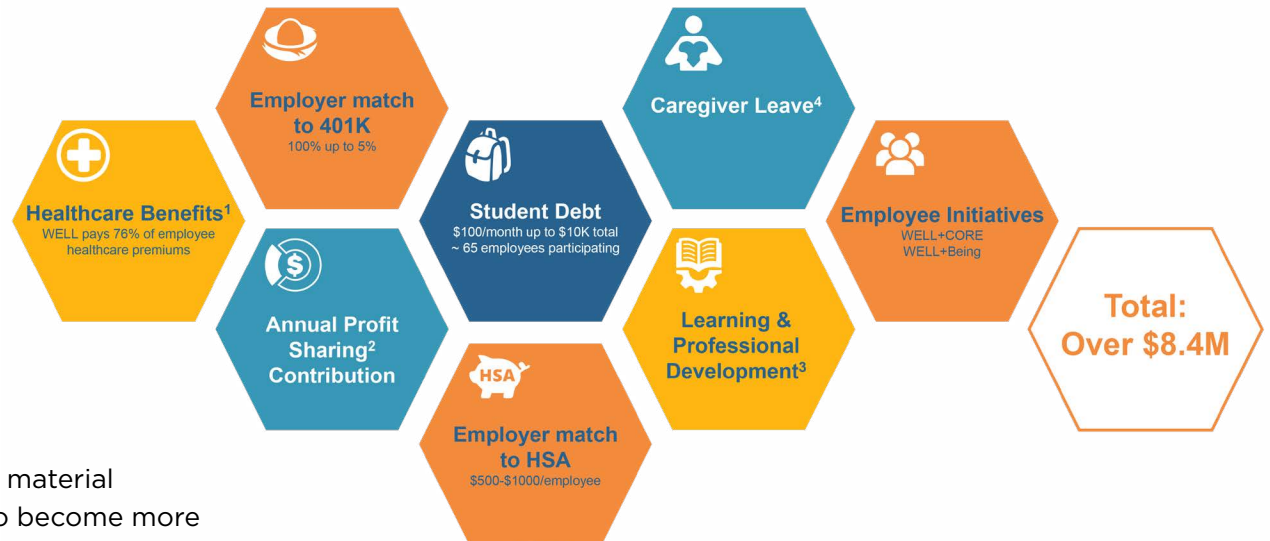 Employer match
to 401K
100% up to 5%
Caregiver Leave4
Healthcare Benefits1
WELL pays 76% of employee
healthcare premiums
Student Debt
$100/month up to $10K total
~ 65 employees participating
Employee Initiatives
WELL+CORE
WELL+Being
Annual Profit
Sharing2
Contribution
Learning &
Professional
Development3
Total:
Over $8.4M
HSA
Employer match
to HSA
$500-$1000/employee
material
become more